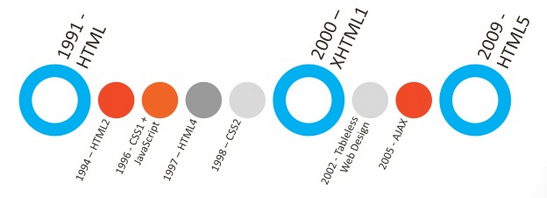 1991 -
HTML
1994 – HTML2
1996 - CSS1 +
JavaScript
1997 – HTML4
1998 – CSS2
2000 –
XHTML1
2002 - Tableless
Web Design
2005 - AJAX
2009 -
HTML5